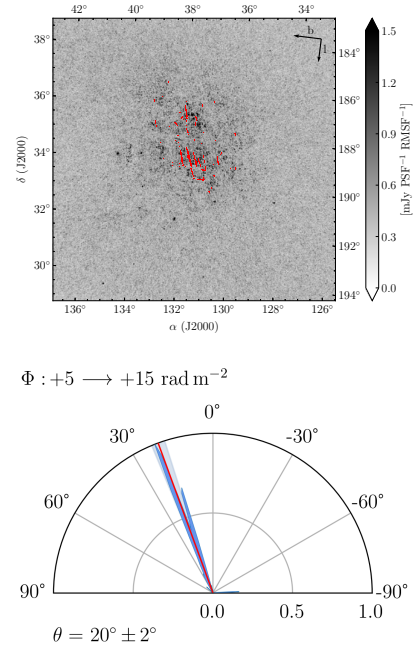 42° 40° 38° 36° 34°
38°
36°
34°
32°
30°
δ (J2000)
b
l
184°
186°
188°
190°
192°
194°
136° 134° 132° 130° 128° 126°
α (J2000)
1.5
1.2
0.9
0.6
0.3
0.0
[mJy PSF⁻¹ RMSF⁻¹]
Φ : +5 ⟶ +15 rad m⁻²
0°
30° -30°
60° -60°
90° -90°
0.0 0.5 1.0
θ = 20° ± 2°